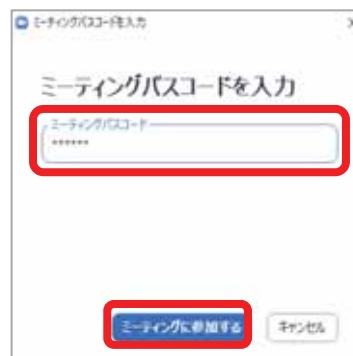 ミーティングパスコードを入力
ミーティングパスコードを入力
ミーティングパスコード
******
ミーティングに参加する
キャンセル